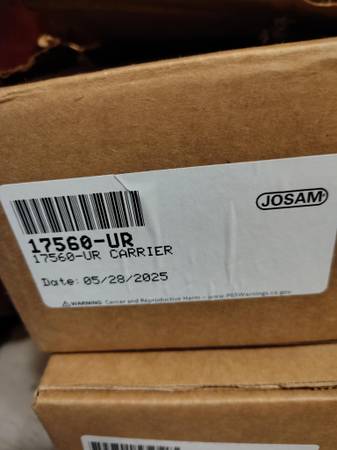 JOSAM
17560-UR
17560-UR CARRIER
Date: 05/28/2025
⚠ WARNING: Cancer and Reproductive Harm - www.P65Warnings.ca.gov